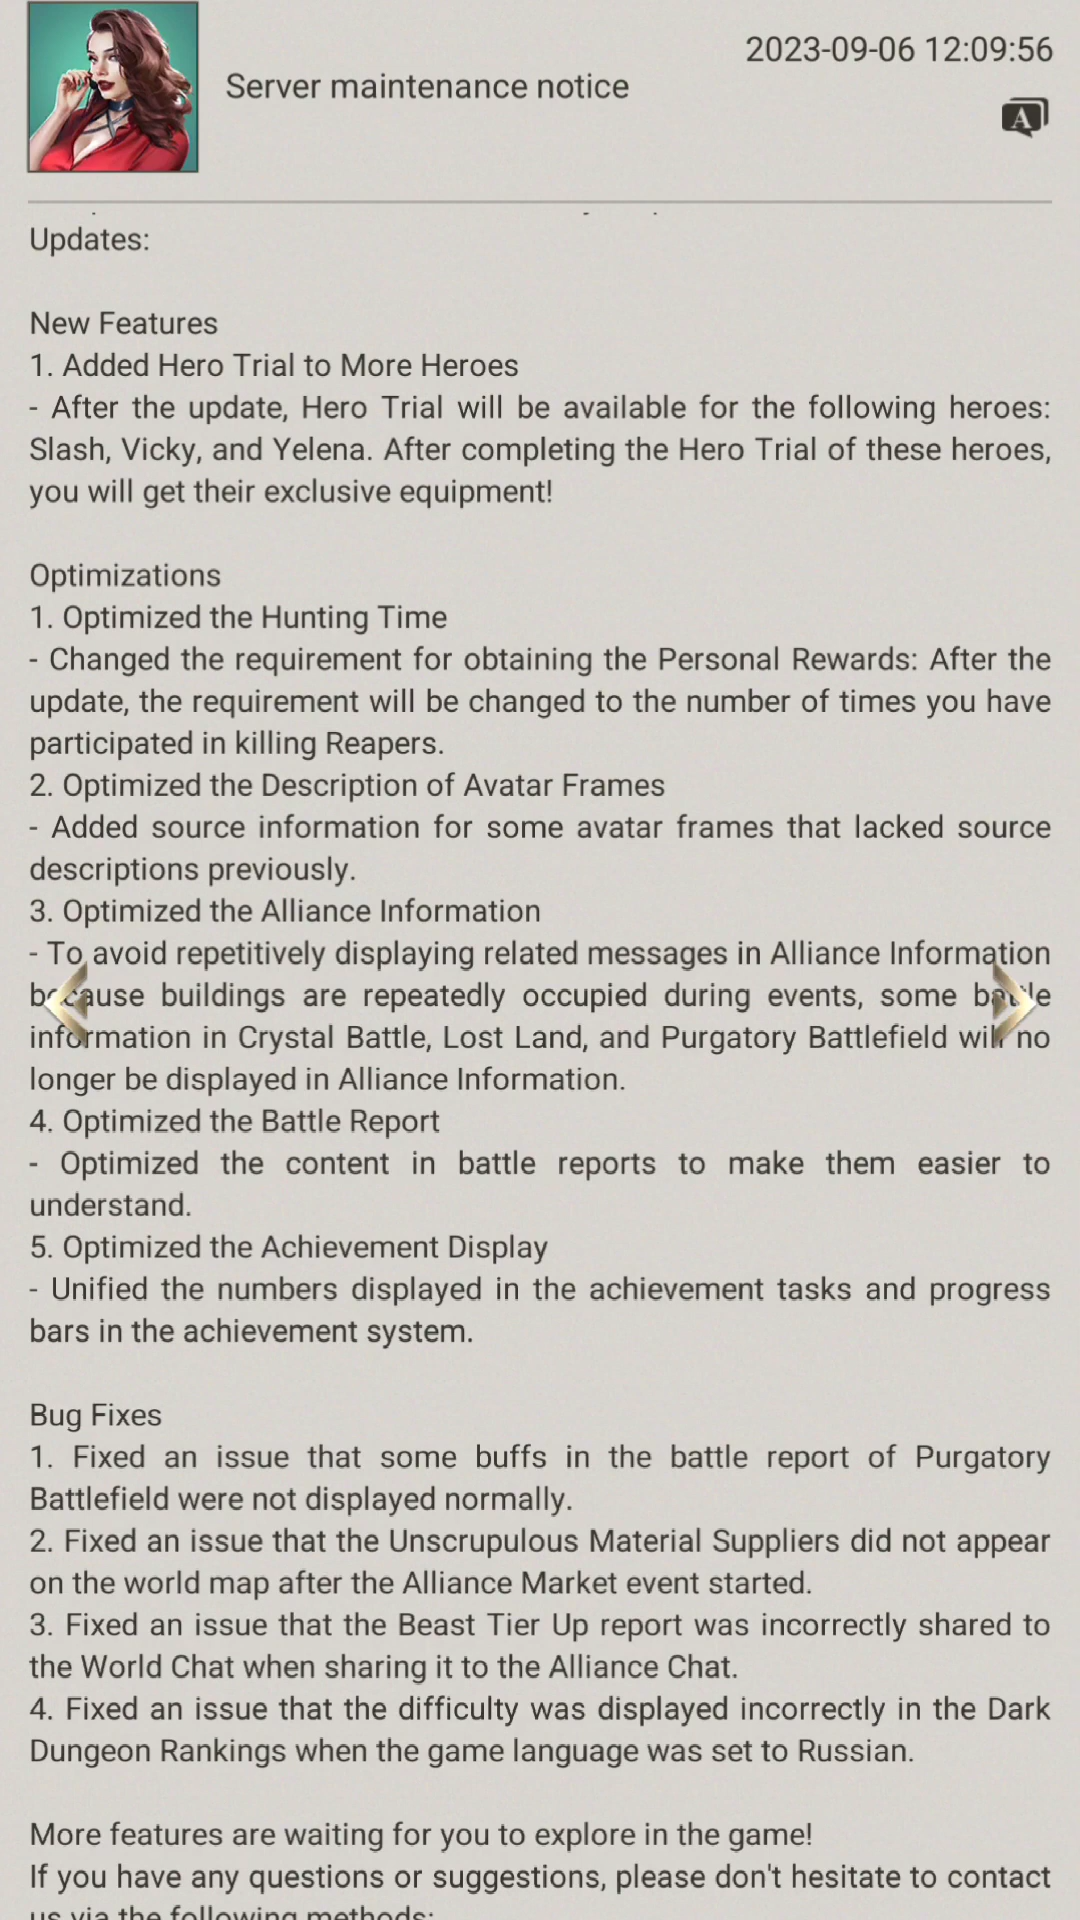 2023-09-06 12:09:56
Server maintenance notice
A
Updates:
New Features
1. Added Hero Trial to More Heroes
- After the update, Hero Trial will be available for the following heroes:
Slash, Vicky, and Yelena. After completing the Hero Trial of these heroes,
you will get their exclusive equipment!
Optimizations
1. Optimized the Hunting Time
- Changed the requirement for obtaining the Personal Rewards: After the
update, the requirement will be changed to the number of times you have
participated in killing Reapers.
2. Optimized the Description of Avatar Frames
- Added source information for some avatar frames that lacked source
descriptions previously.
3. Optimized the Alliance Information
- To avoid repetitively displaying related messages in Alliance Information
because buildings are repeatedly occupied during events, some battle
information in Crystal Battle, Lost Land, and Purgatory Battlefield will no
longer be displayed in Alliance Information.
4. Optimized the Battle Report
- Optimized the content in battle reports to make them easier to
understand.
5. Optimized the Achievement Display
- Unified the numbers displayed in the achievement tasks and progress
bars in the achievement system.
Bug Fixes
1. Fixed an issue that some buffs in the battle report of Purgatory
Battlefield were not displayed normally.
2. Fixed an issue that the Unscrupulous Material Suppliers did not appear
on the world map after the Alliance Market event started.
3. Fixed an issue that the Beast Tier Up report was incorrectly shared to
the World Chat when sharing it to the Alliance Chat.
4. Fixed an issue that the difficulty was displayed incorrectly in the Dark
Dungeon Rankings when the game language was set to Russian.
More features are waiting for you to explore in the game!
If you have any questions or suggestions, please don't hesitate to contact
us via the following methods: